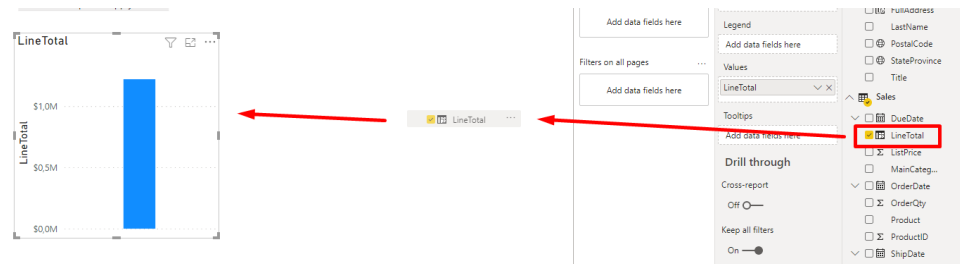 LineTotal
$1,0M
$0,5M
$0,0M
LineTotal
LineTotal
Add data fields here
Filters on all pages
Add data fields here
Legend
Add data fields here
Values
LineTotal
Tooltips
Add data fields here
Drill through
Cross-report
Off
Keep all filters
On
FullAddress
LastName
PostalCode
StateProvince
Title
Sales
DueDate
LineTotal
ListPrice
MainCateg...
OrderDate
OrderQty
Product
ProductID
ShipDate